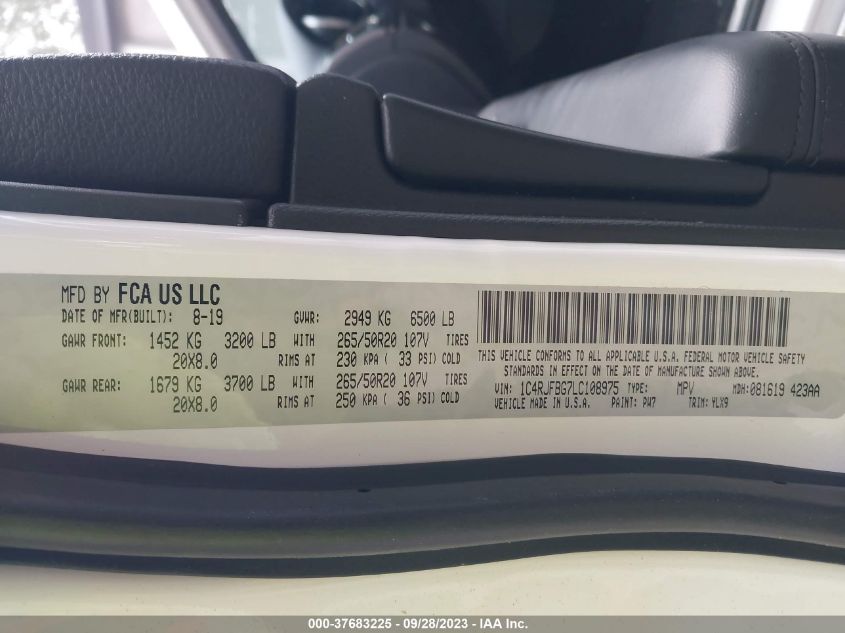 MFD BY FCA US LLC
DATE OF MFR(BUILT): 8-19 GVWR: 2949 KG 6500 LB
GAWR FRONT: 1452 KG 3200 LB WITH 265/50R20 107V TIRES
20X8.0 RIMS AT 230 KPA ( 33 PSI) COLD
GAWR REAR: 1679 KG 3700 LB WITH 265/50R20 107V TIRES
20X8.0 RIMS AT 250 KPA ( 36 PSI) COLD
THIS VEHICLE CONFORMS TO ALL APPLICABLE U.S.A. FEDERAL MOTOR VEHICLE SAFETY
STANDARDS IN EFFECT ON THE DATE OF MANUFACTURE SHOWN ABOVE.
VIN: 1C4RJFBG7LC108975 TYPE: MPV MDH:081619 423AA
VEHICLE MADE IN U.S.A. PAINT: PW7 TRIM: YLX9
000-37683225 - 09/28/2023 - IAA Inc.